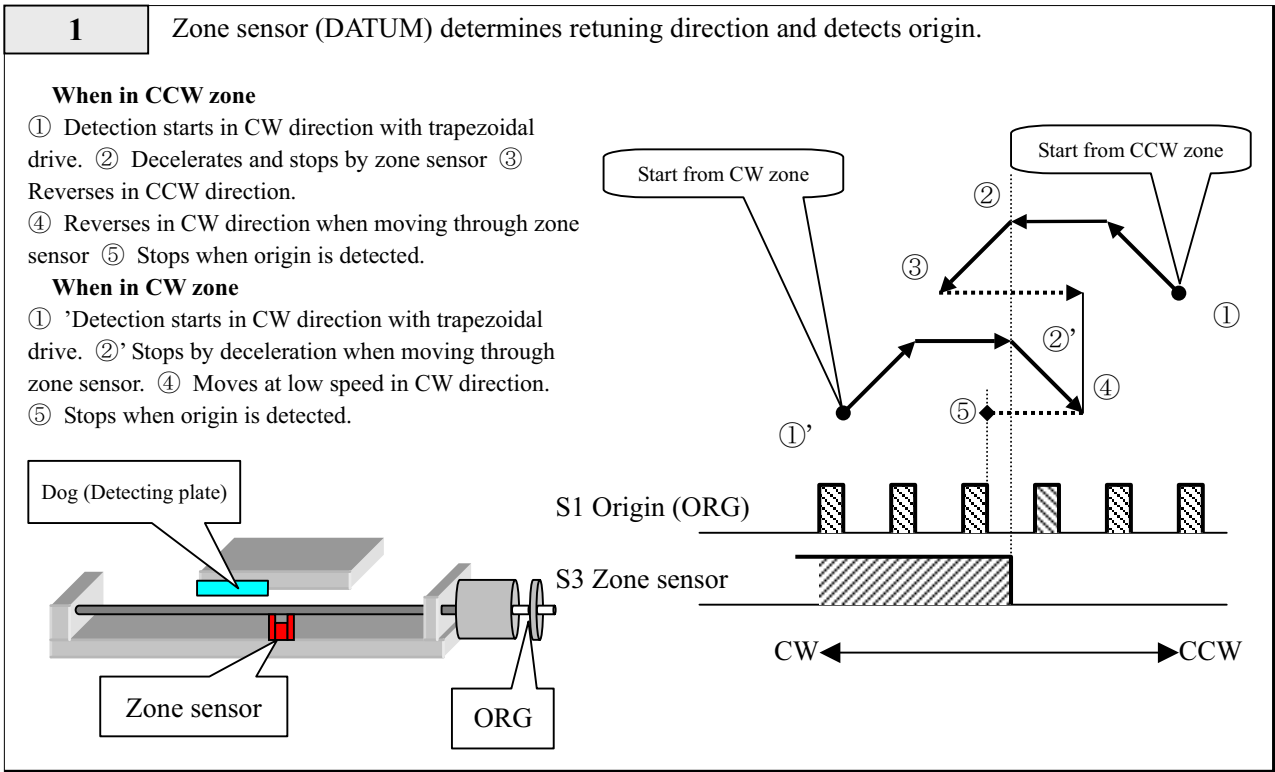 1
Zone sensor (DATUM) determines retuning direction and detects origin.
When in CCW zone
① Detection starts in CW direction with trapezoidal
drive. ② Decelerates and stops by zone sensor ③
Reverses in CCW direction.
④ Reverses in CW direction when moving through zone
sensor ⑤ Stops when origin is detected.
When in CW zone
① ’Detection starts in CW direction with trapezoidal
drive. ②’ Stops by deceleration when moving through
zone sensor. ④ Moves at low speed in CW direction.
⑤ Stops when origin is detected.
Start from CW zone
Start from CCW zone
②
③
①
②’
④
⑤
①’
Dog (Detecting plate)
Zone sensor
ORG
S1 Origin (ORG)
S3 Zone sensor
CW
CCW